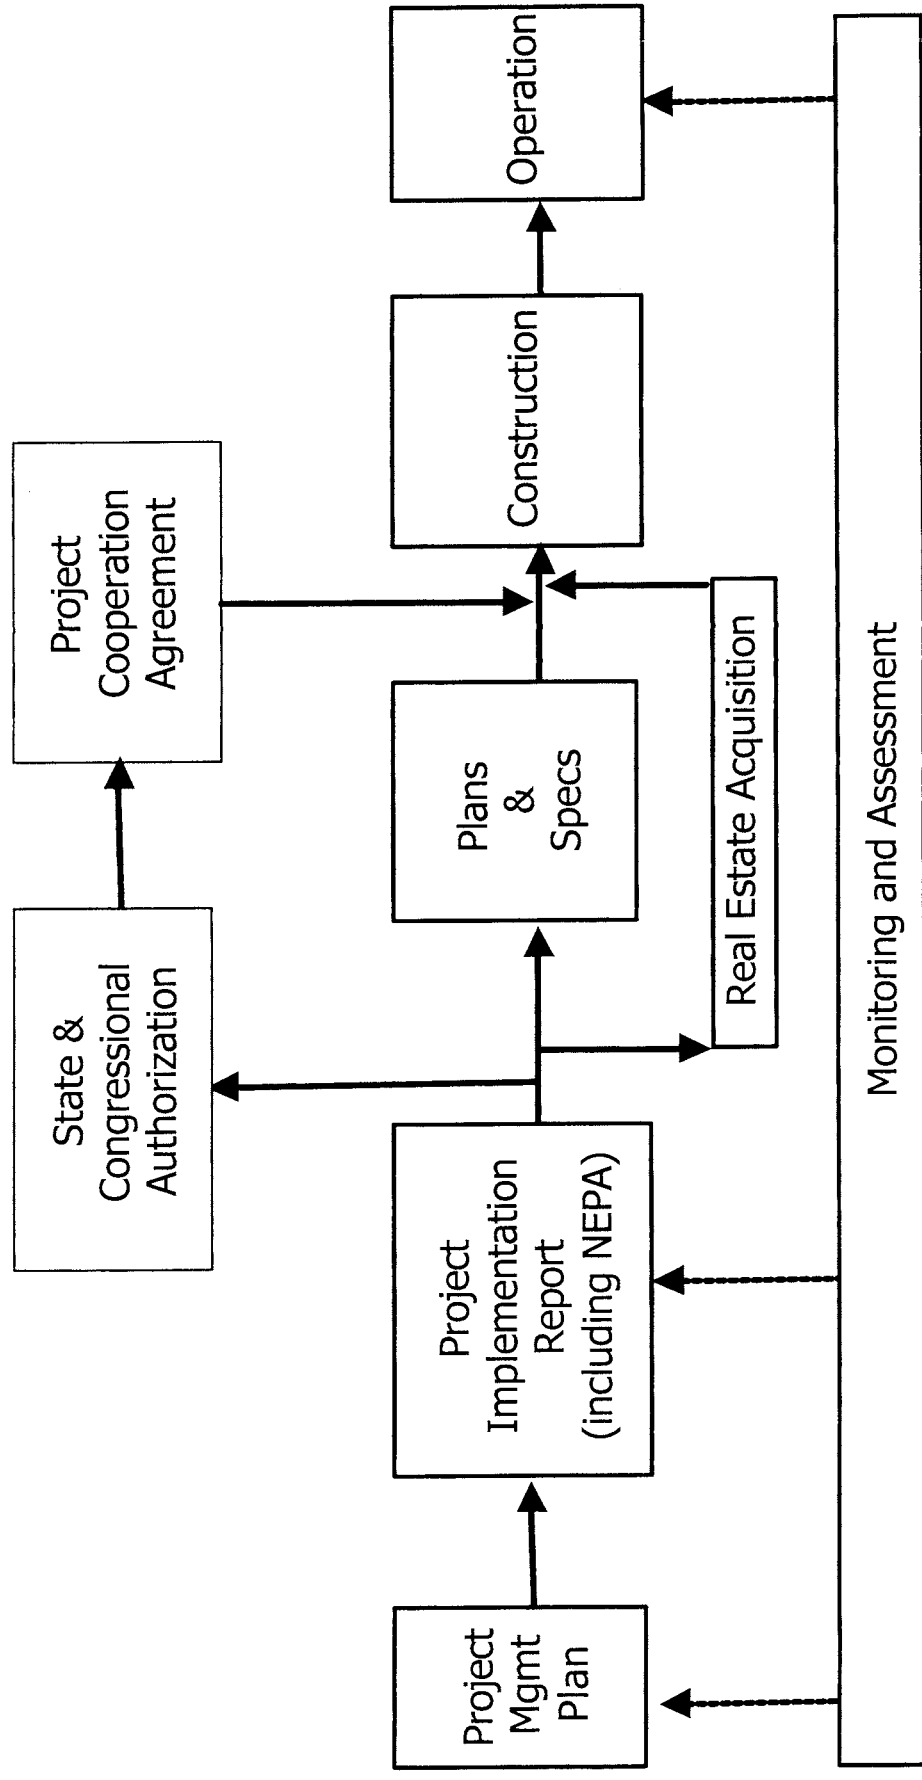 State &
Congressional
Authorization
Project
Cooperation
Agreement
Project
Mgmt
Plan
Project
Implementation
Report
(including NEPA)
Plans
&
Specs
Construction
Operation
Real Estate Acquisition
Monitoring and Assessment